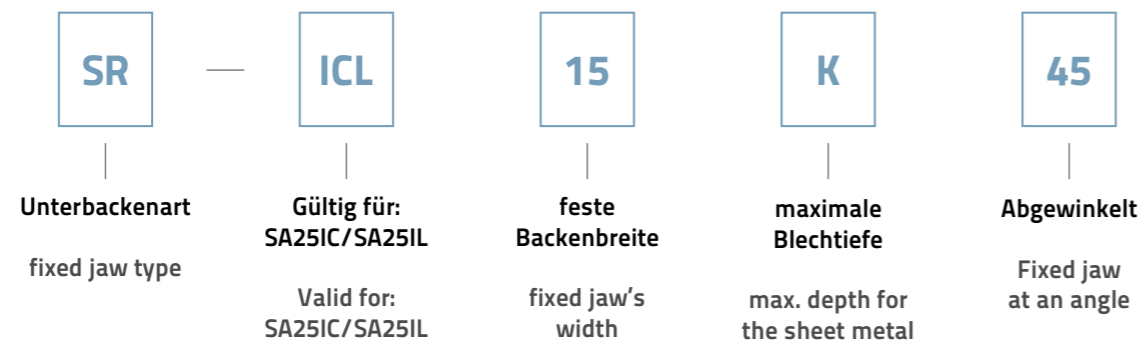 SR — ICL 15 K 45
Unterbackenart
fixed jaw type
Gültig für:
SA25IC/SA25IL
Valid for:
SA25IC/SA25IL
feste
Backenbreite
fixed jaw's
width
maximale
Blechtiefe
max. depth for
the sheet metal
Abgewinkelt
Fixed jaw
at an angle